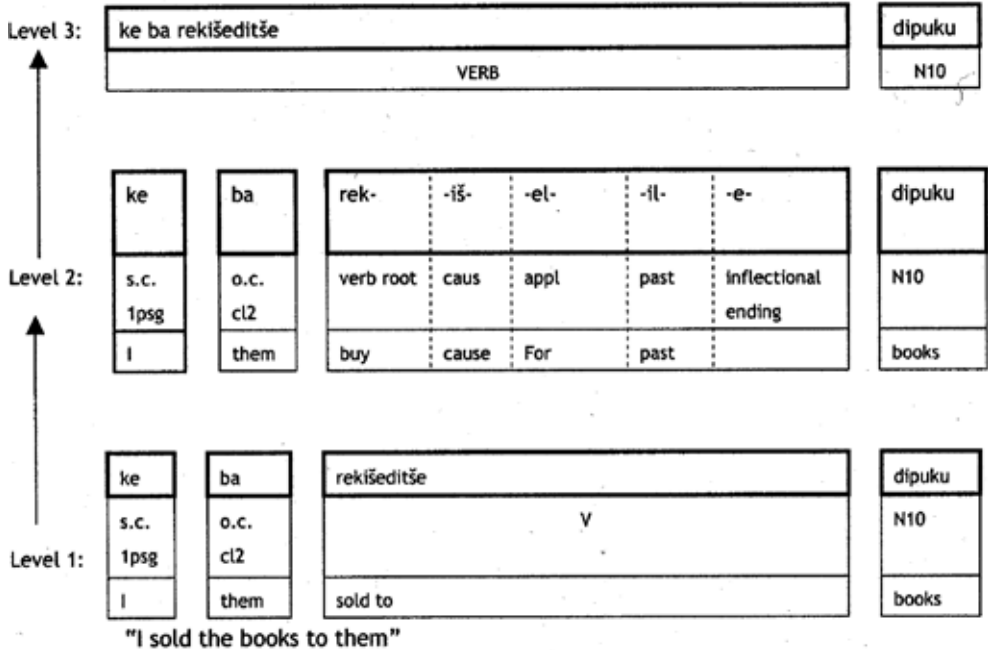 Level 3: ke ba rekišeditše dipuku
VERB N10
ke ba rek- -iš- -el- -il- -e- dipuku
Level 2: s.c. o.c. verb root caus appl past inflectional N10
1psg cl2 ending
I them buy cause For past books
ke ba rekišeditše dipuku
s.c. o.c. V N10
Level 1: 1psg cl2
I them sold to books
"I sold the books to them"